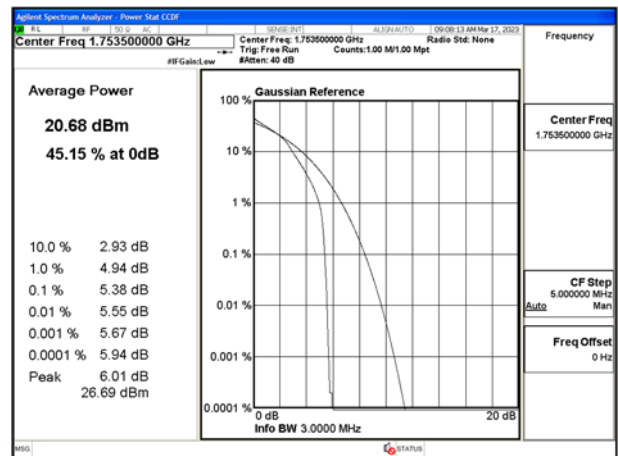 Agilent Spectrum Analyzer - Power Stat CCDF
RL RF 50 Ω AC SENSE:INT ALIGN AUTO 09:08:13 AM Mar 17, 2023
Center Freq 1.753500000 GHz
Center Freq: 1.753500000 GHz Radio Std: None
Trig: Free Run Counts:1.00 M/1.00 Mpt
#IFGain:Low #Atten: 40 dB
Frequency
Average Power
20.68 dBm
45.15 % at 0dB
10.0 % 2.93 dB
1.0 % 4.94 dB
0.1 % 5.38 dB
0.01 % 5.55 dB
0.001 % 5.67 dB
0.0001 % 5.94 dB
Peak 6.01 dB
26.69 dBm
Gaussian Reference
100 %
10 %
1 %
0.1 %
0.01 %
0.001 %
0.0001 %
0 dB 20 dB
Info BW 3.0000 MHz
Center Freq
1.753500000 GHz
CF Step
5.000000 MHz
Auto Man
Freq Offset
0 Hz
MSG STATUS